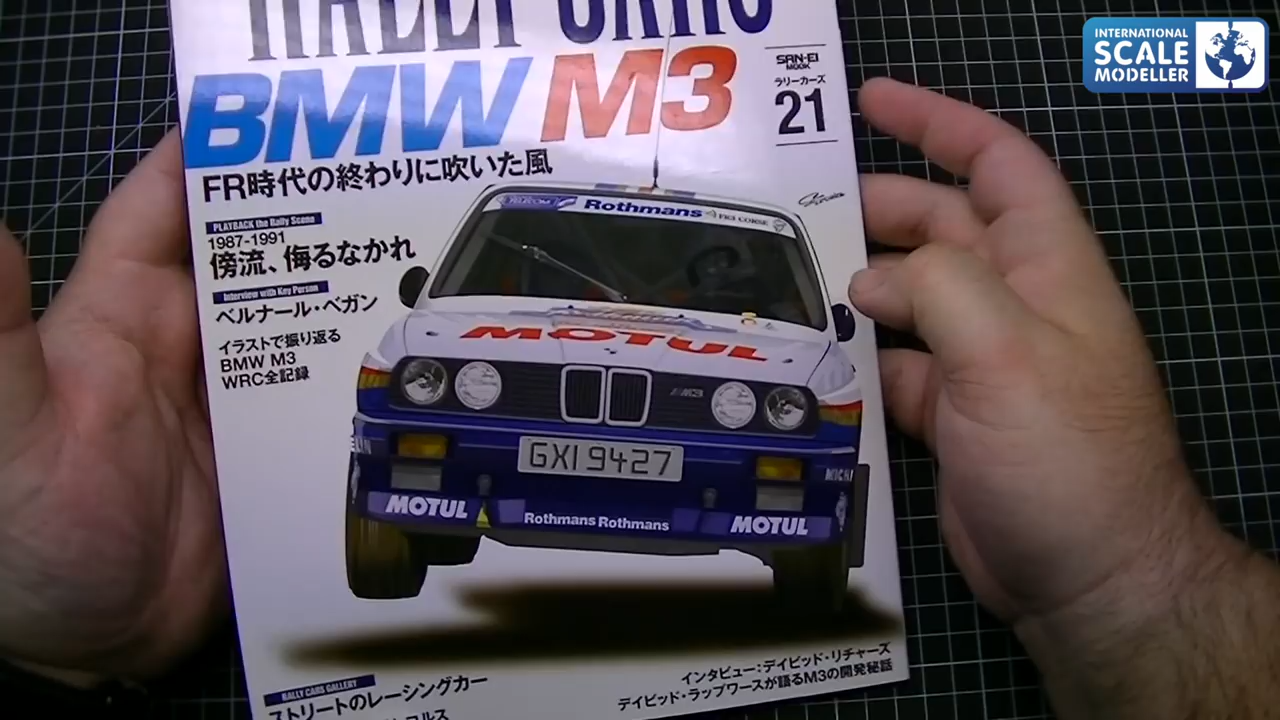 INTERNATIONAL
SCALE
MODELLER
RALLY CARS
BMW M3
SAN-EI
MOOK
ラリーカーズ
21
FR時代の終わりに吹いた風
PLAYBACK the Rally Scene
1987-1991
傍流、侮るなかれ
Interview with Key Person
ベルナール・ベガン
イラストで振り返る
BMW M3
WRC全記録
Rothmans
MOTUL
M3
GXI 9427
MICH
MOTUL
Rothmans Rothmans
MOTUL
インタビュー:デイビッド・リチャーズ
デイビッド・ラップワースが語るM3の開発秘話
RALLY CARS GALLERY
ストリートのレーシングカー